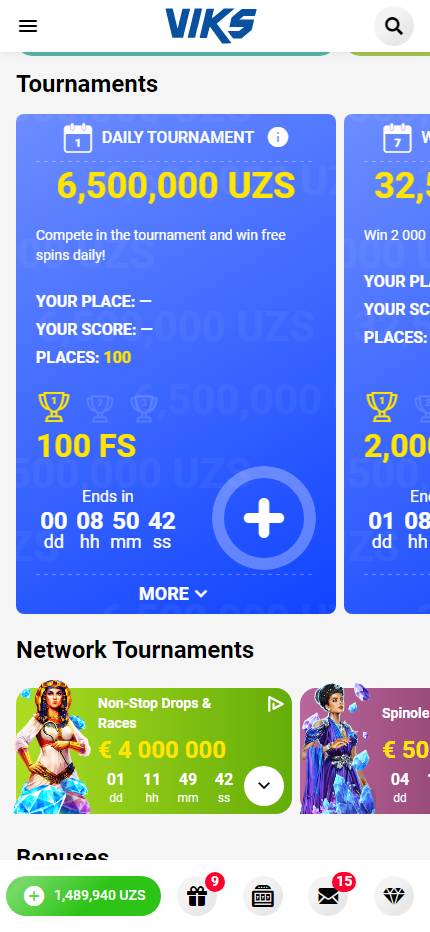 VIKS
Tournaments
1
DAILY TOURNAMENT
i
6,500,000 UZS
Compete in the tournament and win free
spins daily!
YOUR PLACE: —
YOUR SCORE: —
PLACES: 100
1 2 3
100 FS
Ends in
00 08 50 42
dd hh mm ss
MORE
7
32,5
Win 2 000
YOUR PLA
YOUR SC
PLACES:
1
2,000
En
01 08
dd hh
Network Tournaments
Non-Stop Drops &
Races
€ 4 000 000
01 11 49 42
dd hh mm ss
Spinole
€ 50
04
dd
Bonuses
1,489,940 UZS
9
15